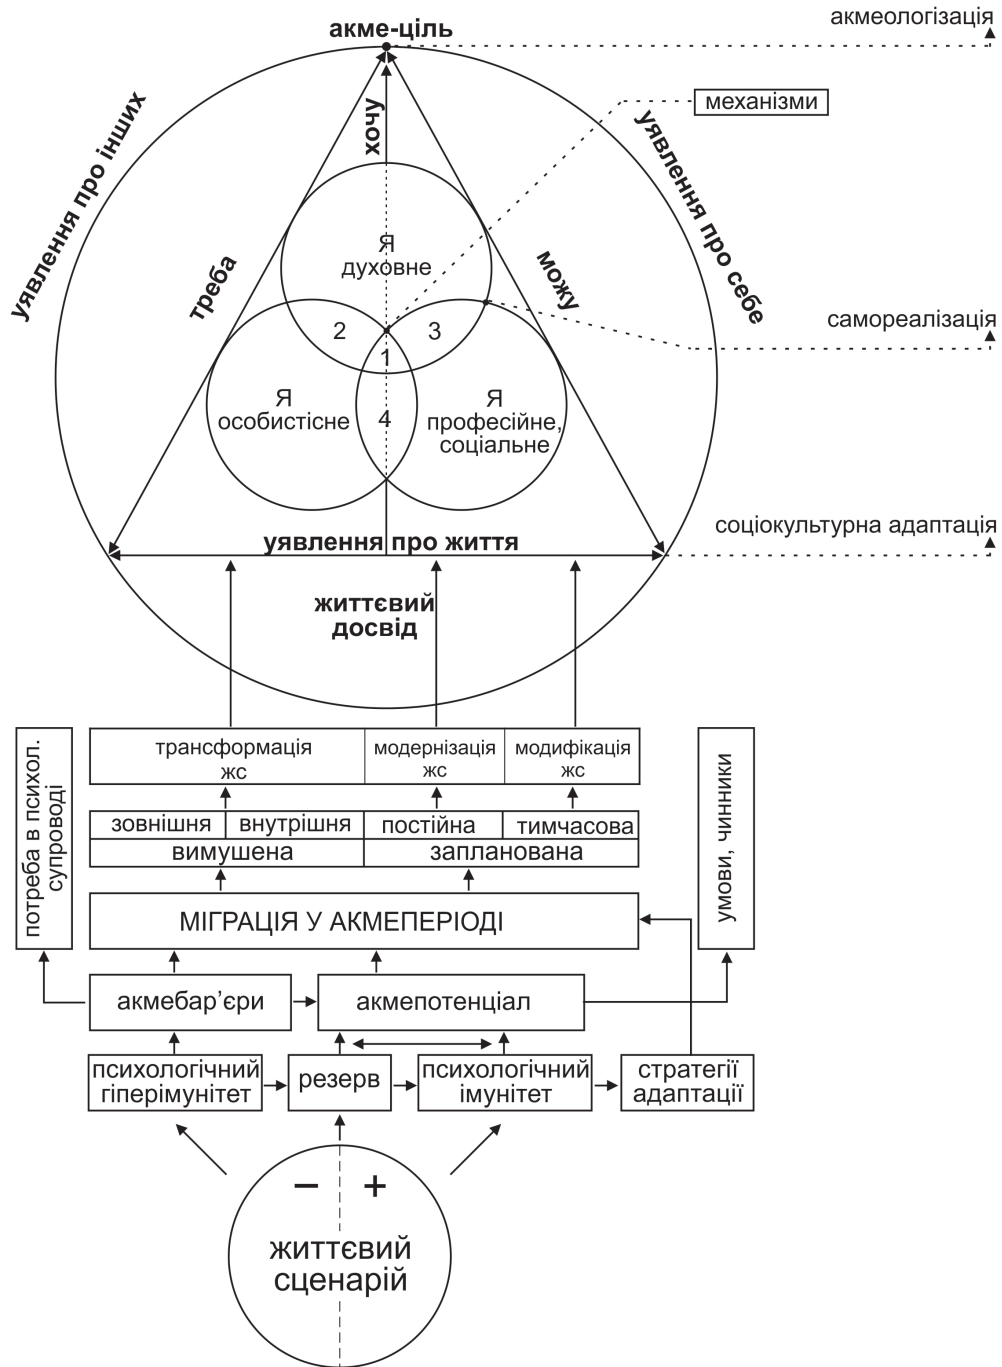 акмеологізація
акме-ціль
механізми
хочу
уявлення про інших
уявлення про себе
треба
можу
Я
духовне
самореалізація
2
3
1
4
Я
особистісне
Я
професійне,
соціальне
соціокультурна адаптація
уявлення про життя
життєвий
досвід
потреба в психол.
супроводі
трансформація
жс
модернізація
жс
модифікація
жс
умови, чинники
зовнішня
внутрішня
постійна
тимчасова
вимушена
запланована
МІГРАЦІЯ У АКМЕПЕРІОДІ
акмебар’єри
акмепотенціал
психологічний
гіперімунітет
резерв
психологічний
імунітет
стратегії
адаптації
– +
життєвий
сценарій